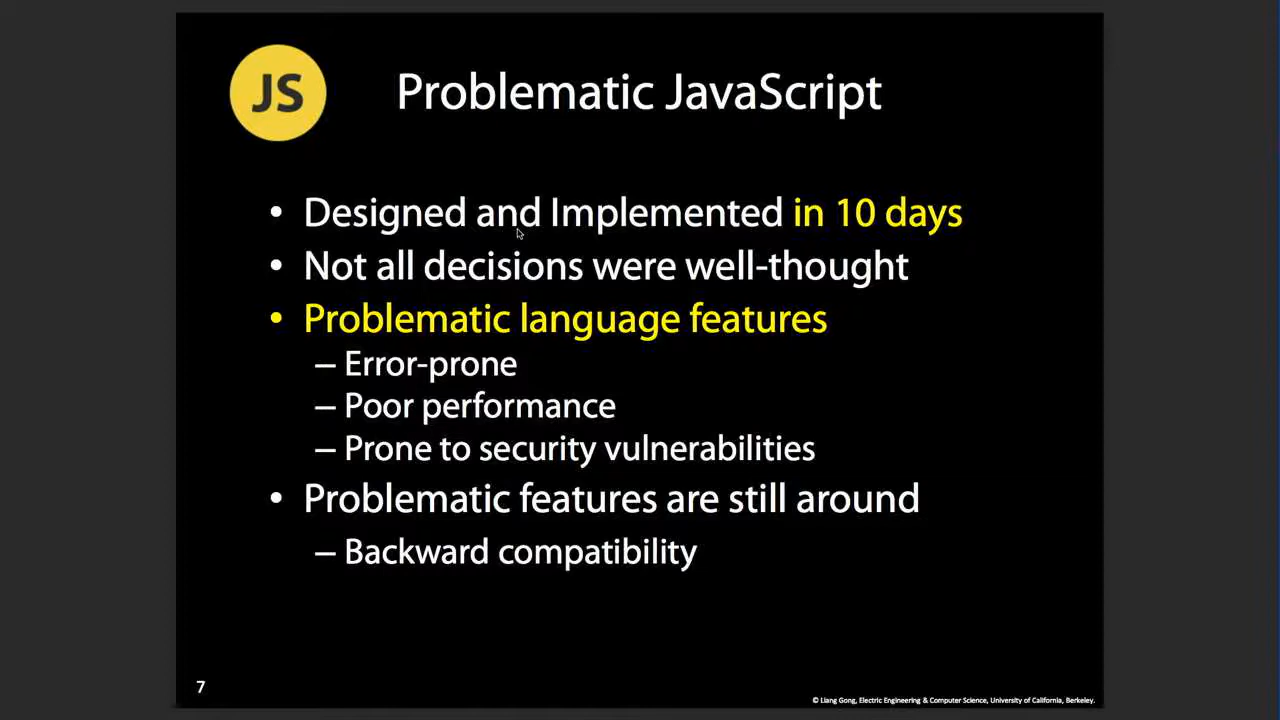 JS
Problematic JavaScript
• Designed and Implemented in 10 days
• Not all decisions were well-thought
• Problematic language features
– Error-prone
– Poor performance
– Prone to security vulnerabilities
• Problematic features are still around
– Backward compatibility
7
© Liang Gong, Electric Engineering & Computer Science, University of California, Berkeley.